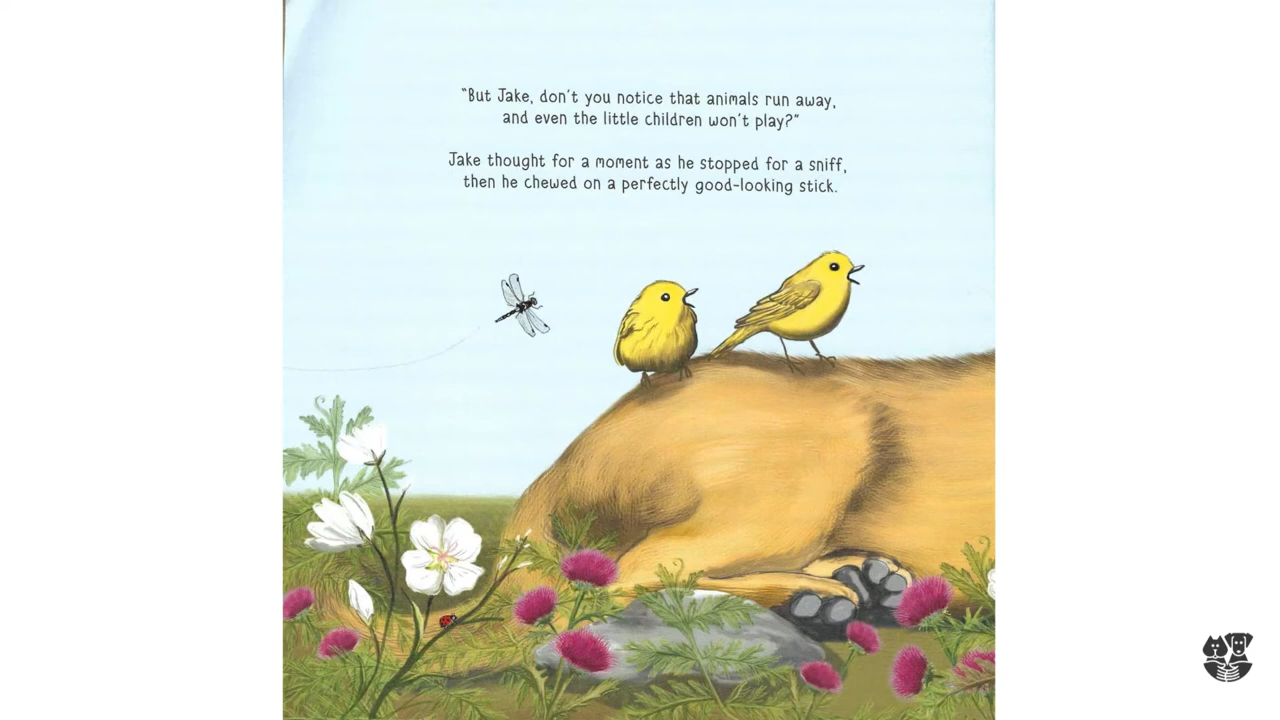 "But Jake, don't you notice that animals run away,
and even the little children won't play?"
Jake thought for a moment as he stopped for a sniff,
then he chewed on a perfectly good-looking stick.